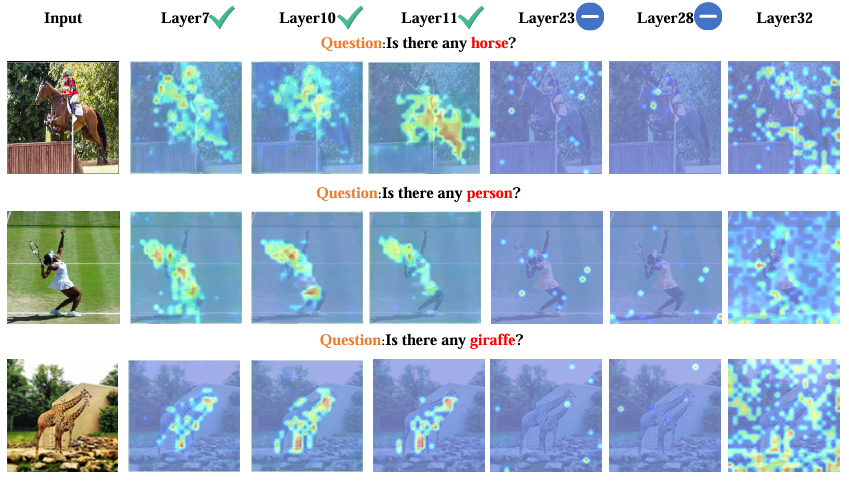 Input Layer7 Layer10 Layer11 Layer23 Layer28 Layer32
Question:Is there any horse?
Question:Is there any person?
Question:Is there any giraffe?